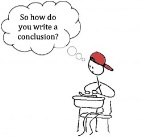 So how do
you write a
conclusion?